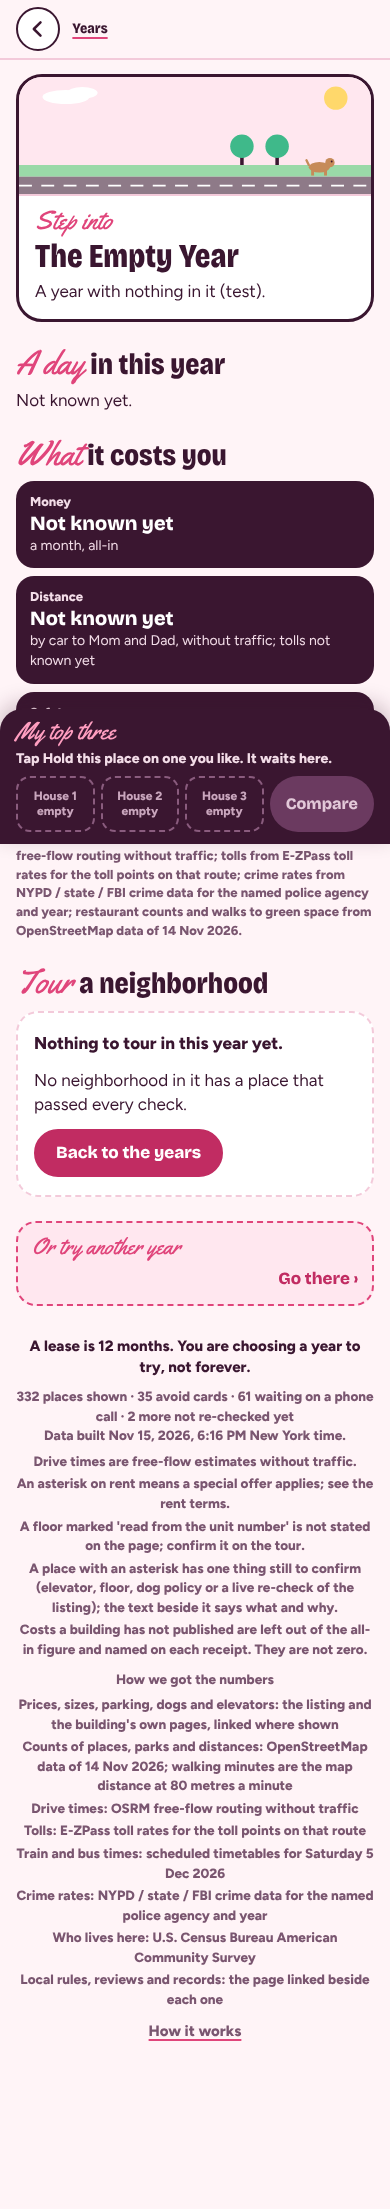 Years
Step into
The Empty Year
A year with nothing in it (test).
A day in this year
Not known yet.
What it costs you
Money
Not known yet
a month, all-in
Distance
Not known yet
by car to Mom and Dad, without traffic; tolls not
known yet
My top three
Tap Hold this place on one you like. It waits here.
House 1
empty
House 2
empty
House 3
empty
Compare
free-flow routing without traffic; tolls from E-ZPass toll
rates for the toll points on that route; crime rates from
NYPD / state / FBI crime data for the named police agency
and year; restaurant counts and walks to green space from
OpenStreetMap data of 14 Nov 2026.
Tour a neighborhood
Nothing to tour in this year yet.
No neighborhood in it has a place that
passed every check.
Back to the years
Or try another year
Go there ›
A lease is 12 months. You are choosing a year to
try, not forever.
332 places shown · 35 avoid cards · 61 waiting on a phone
call · 2 more not re-checked yet
Data built Nov 15, 2026, 6:16 PM New York time.
Drive times are free-flow estimates without traffic.
An asterisk on rent means a special offer applies; see the
rent terms.
A floor marked 'read from the unit number' is not stated
on the page; confirm it on the tour.
A place with an asterisk has one thing still to confirm
(elevator, floor, dog policy or a live re-check of the
listing); the text beside it says what and why.
Costs a building has not published are left out of the all-
in figure and named on each receipt. They are not zero.
How we got the numbers
Prices, sizes, parking, dogs and elevators: the listing and
the building's own pages, linked where shown
Counts of places, parks and distances: OpenStreetMap
data of 14 Nov 2026; walking minutes are the map
distance at 80 metres a minute
Drive times: OSRM free-flow routing without traffic
Tolls: E-ZPass toll rates for the toll points on that route
Train and bus times: scheduled timetables for Saturday 5
Dec 2026
Crime rates: NYPD / state / FBI crime data for the named
police agency and year
Who lives here: U.S. Census Bureau American
Community Survey
Local rules, reviews and records: the page linked beside
each one
How it works